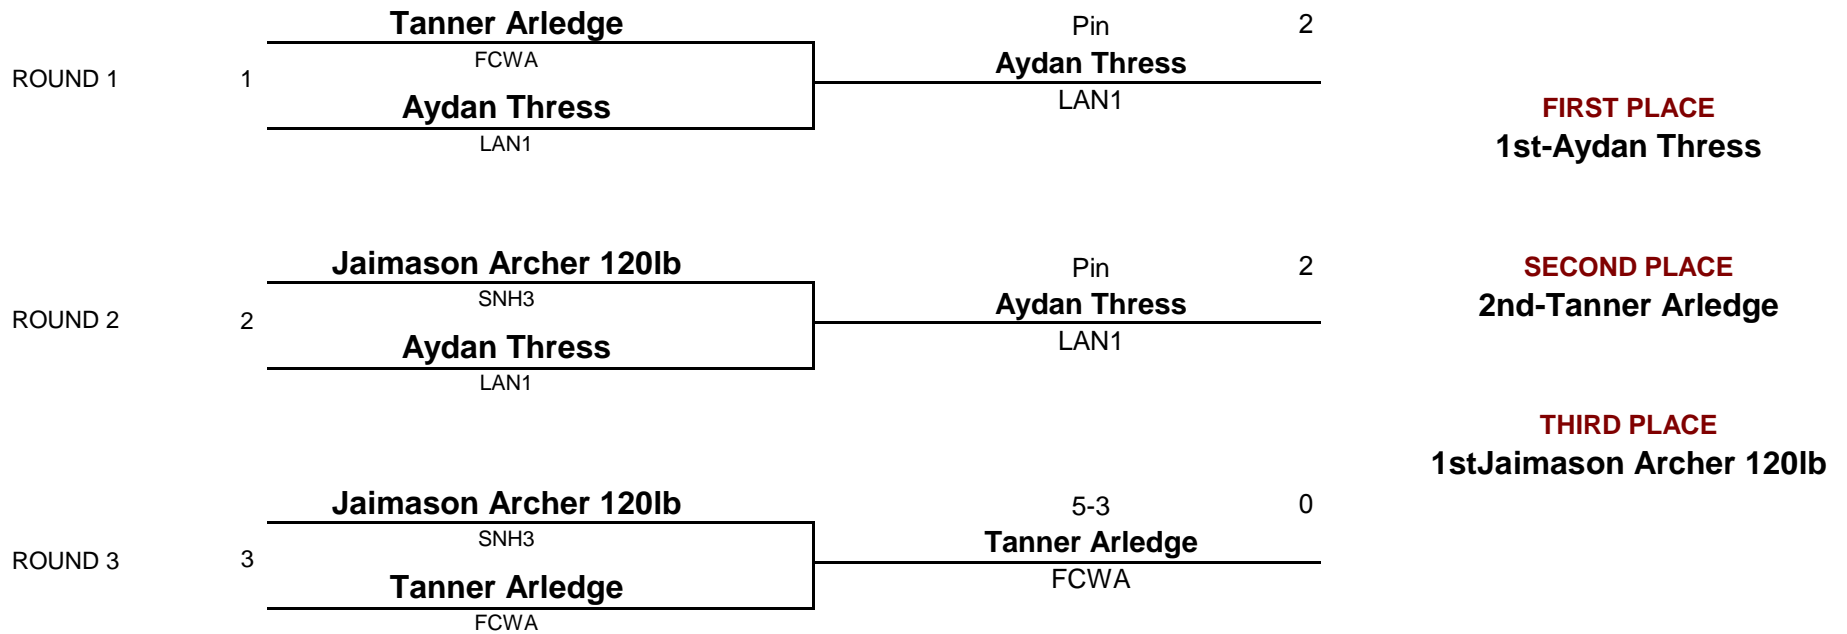 Tanner Arledge
FCWA
ROUND 1
1
Aydan Thress
LAN1
Pin
2
Aydan Thress
LAN1
FIRST PLACE
1st-Aydan Thress
Jaimason Archer 120lb
SNH3
ROUND 2
2
Aydan Thress
LAN1
Pin
2
Aydan Thress
LAN1
SECOND PLACE
2nd-Tanner Arledge
THIRD PLACE
1stJaimason Archer 120lb
Jaimason Archer 120lb
SNH3
ROUND 3
3
Tanner Arledge
FCWA
5-3
0
Tanner Arledge
FCWA